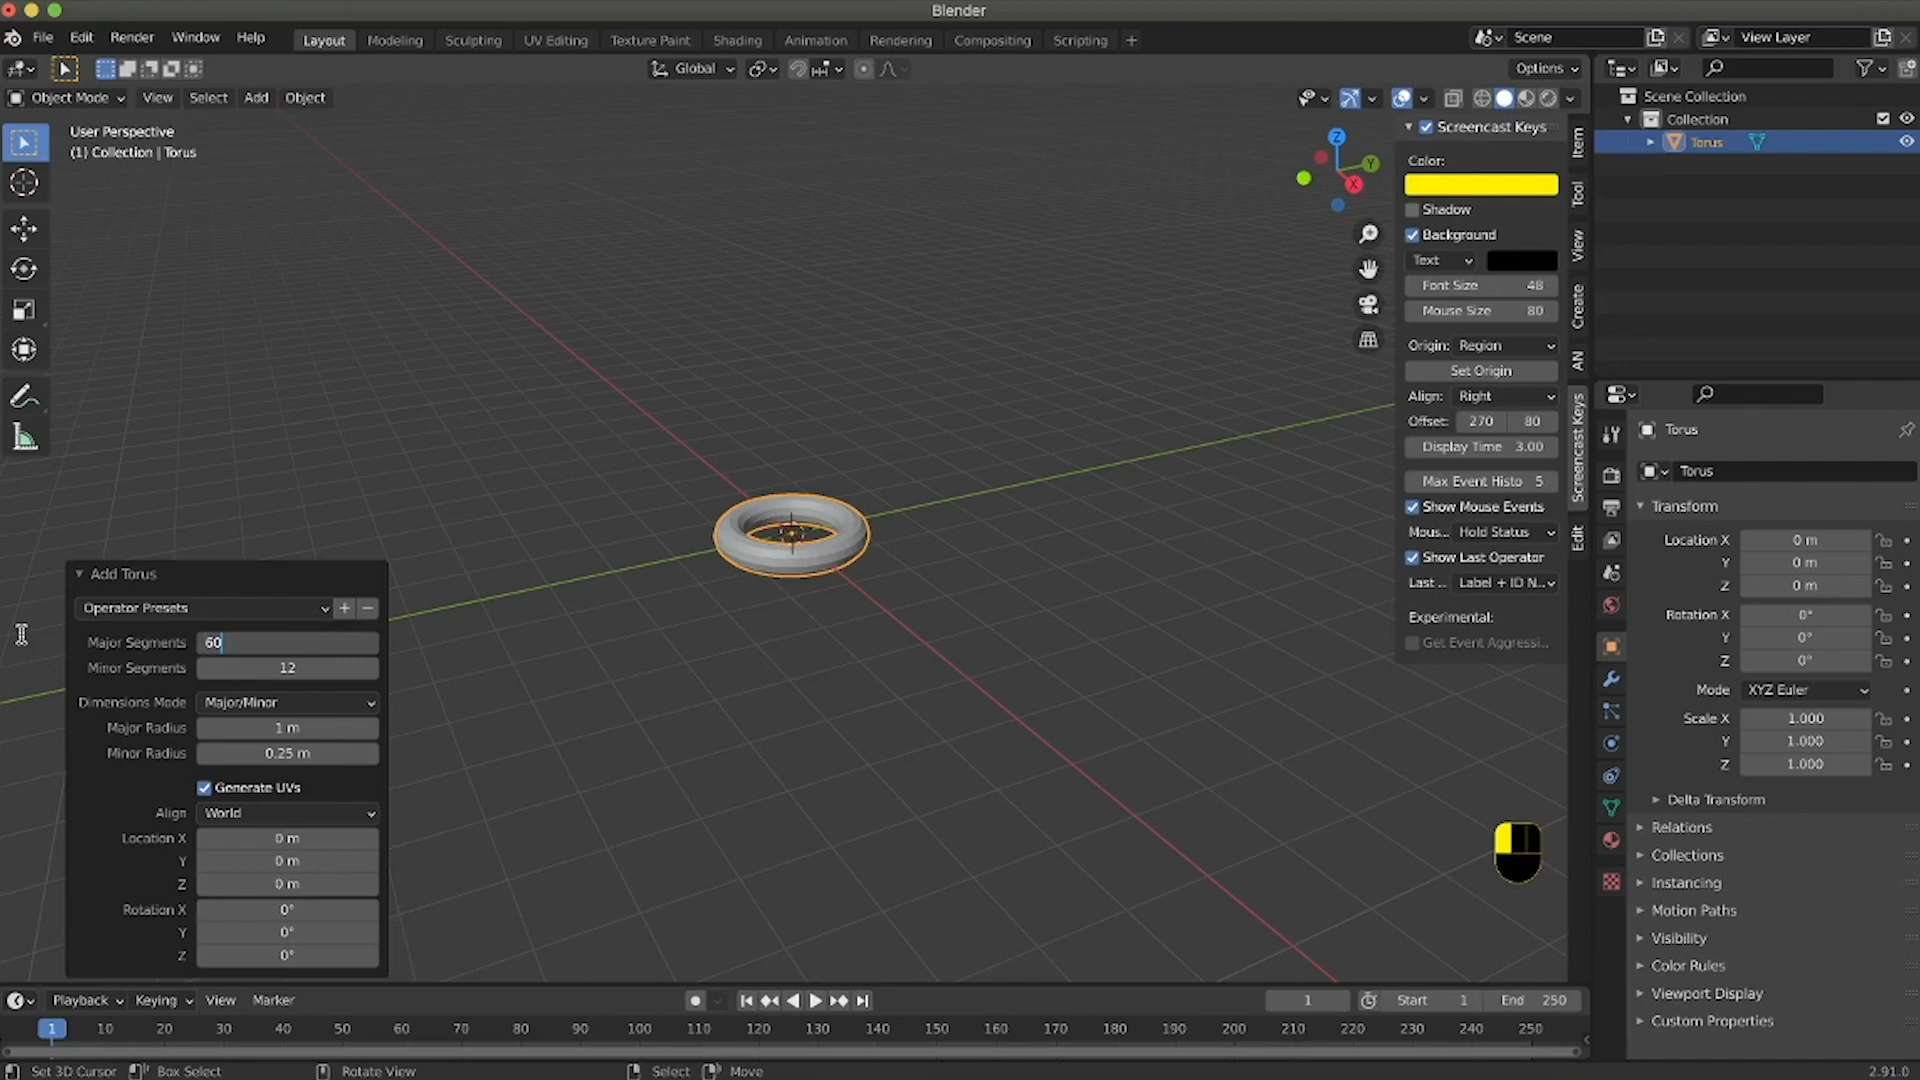 Blender
File Edit Render Window Help
Layout Modeling Sculpting UV Editing Texture Paint Shading Animation Rendering Compositing Scripting +
Scene
View Layer
Global
Options
Object Mode View Select Add Object
User Perspective
(1) Collection | Torus
Z
Y
X
Screencast Keys
Color:
Shadow
Background
Text
Font Size 48
Mouse Size 80
Origin: Region
Set Origin
Align: Right
Offset: 270 80
Display Time 3.00
Max Event Histo 5
Show Mouse Events
Mous... Hold Status
Show Last Operator
Last ... Label + ID N...
Experimental:
Get Event Aggressi...
Item
Tool
View
Create
AN
Screencast Keys
Edit
Scene Collection
Collection
Torus
Torus
Torus
Transform
Location X 0 m
Y 0 m
Z 0 m
Rotation X 0°
Y 0°
Z 0°
Mode XYZ Euler
Scale X 1.000
Y 1.000
Z 1.000
Delta Transform
Relations
Collections
Instancing
Motion Paths
Visibility
Color Rules
Viewport Display
Custom Properties
Add Torus
Operator Presets + −
Major Segments 60
Minor Segments 12
Dimensions Mode Major/Minor
Major Radius 1 m
Minor Radius 0.25 m
Generate UVs
Align World
Location X 0 m
Y 0 m
Z 0 m
Rotation X 0°
Y 0°
Z 0°
Playback Keying View Marker
1 Start 1 End 250
1 10 20 30 40 50 60 70 80 90 100 110 120 130 140 150 160 170 180 190 200 210 220 230 240 250
Set 3D Cursor Box Select Rotate View Select Move
2.91.0